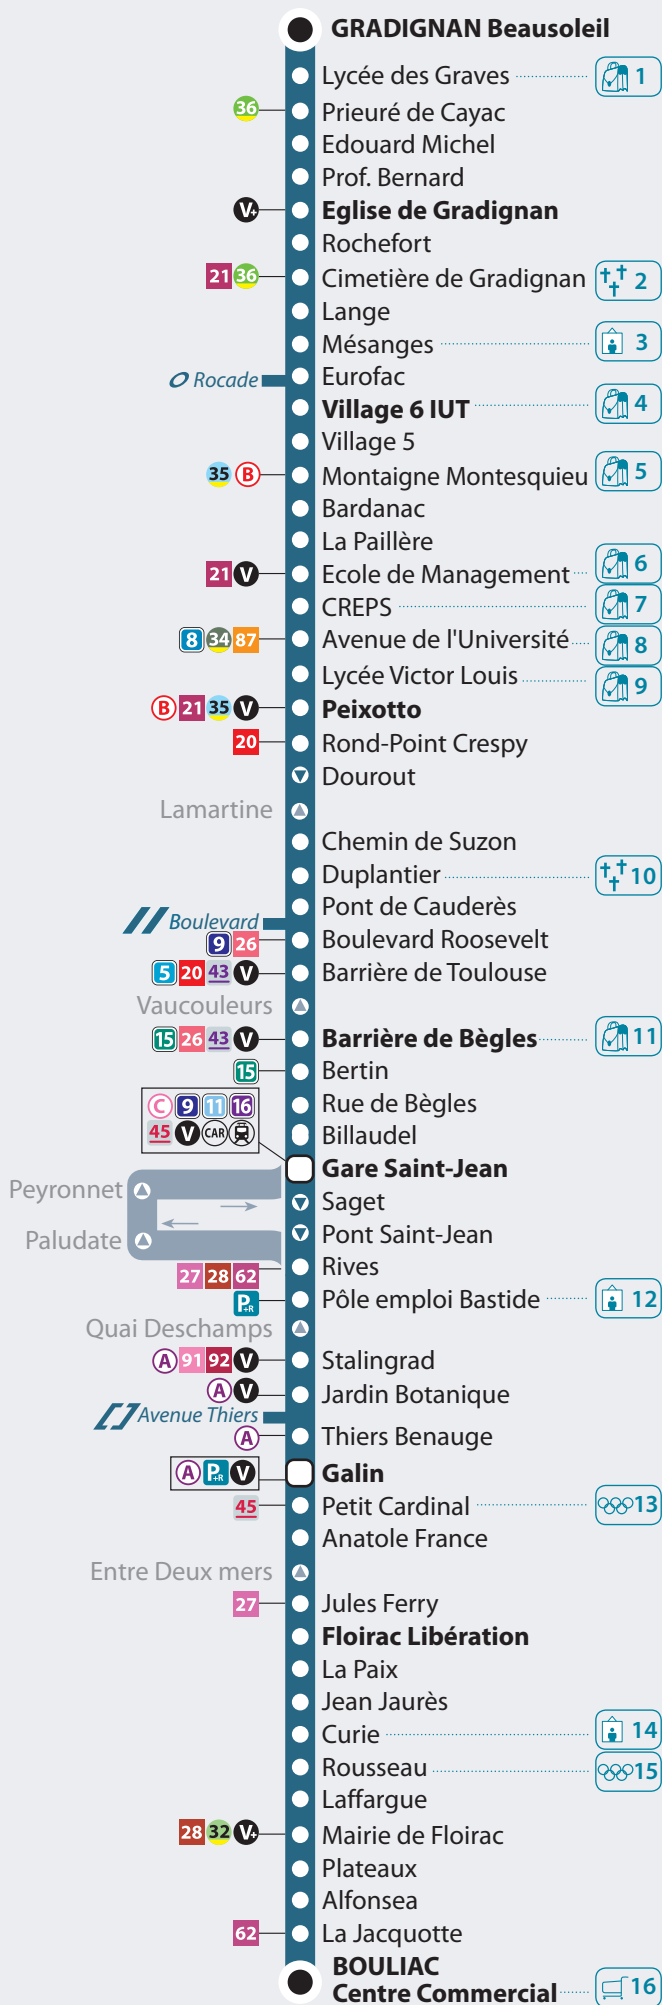 GRADIGNAN Beausoleil
Lycée des Graves 1
36 Prieuré de Cayac
Edouard Michel
Prof. Bernard
V+ Eglise de Gradignan
Rochefort
21 36 Cimetière de Gradignan 2
Lange
Mésanges 3
Rocade Eurofac
Village 6 IUT 4
Village 5
35 B Montaigne Montesquieu 5
Bardanac
La Paillère
21 V Ecole de Management 6
CREPS 7
8 34 87 Avenue de l'Université 8
Lycée Victor Louis 9
B 21 35 V Peixotto
20 Rond-Point Crespy
Dourout
Lamartine
Chemin de Suzon
Duplantier 10
Pont de Cauderès
Boulevard
9 26 Boulevard Roosevelt
5 20 43 V Barrière de Toulouse
Vaucouleurs
15 26 43 V Barrière de Bègles 11
15 Bertin
C 9 11 16 Rue de Bègles
45 V CAR Billaudel
Gare Saint-Jean
Peyronnet Saget
Paludate Pont Saint-Jean
27 28 62 Rives
P+R Pôle emploi Bastide 12
Quai Deschamps
A 91 92 V Stalingrad
A V Jardin Botanique
Avenue Thiers
A Thiers Benauge
A P+R V Galin
45 Petit Cardinal 13
Anatole France
Entre Deux mers
27 Jules Ferry
Floirac Libération
La Paix
Jean Jaurès
Curie 14
Rousseau 15
Laffargue
28 32 V+ Mairie de Floirac
Plateaux
Alfonsea
62 La Jacquotte
BOULIAC
Centre Commercial 16